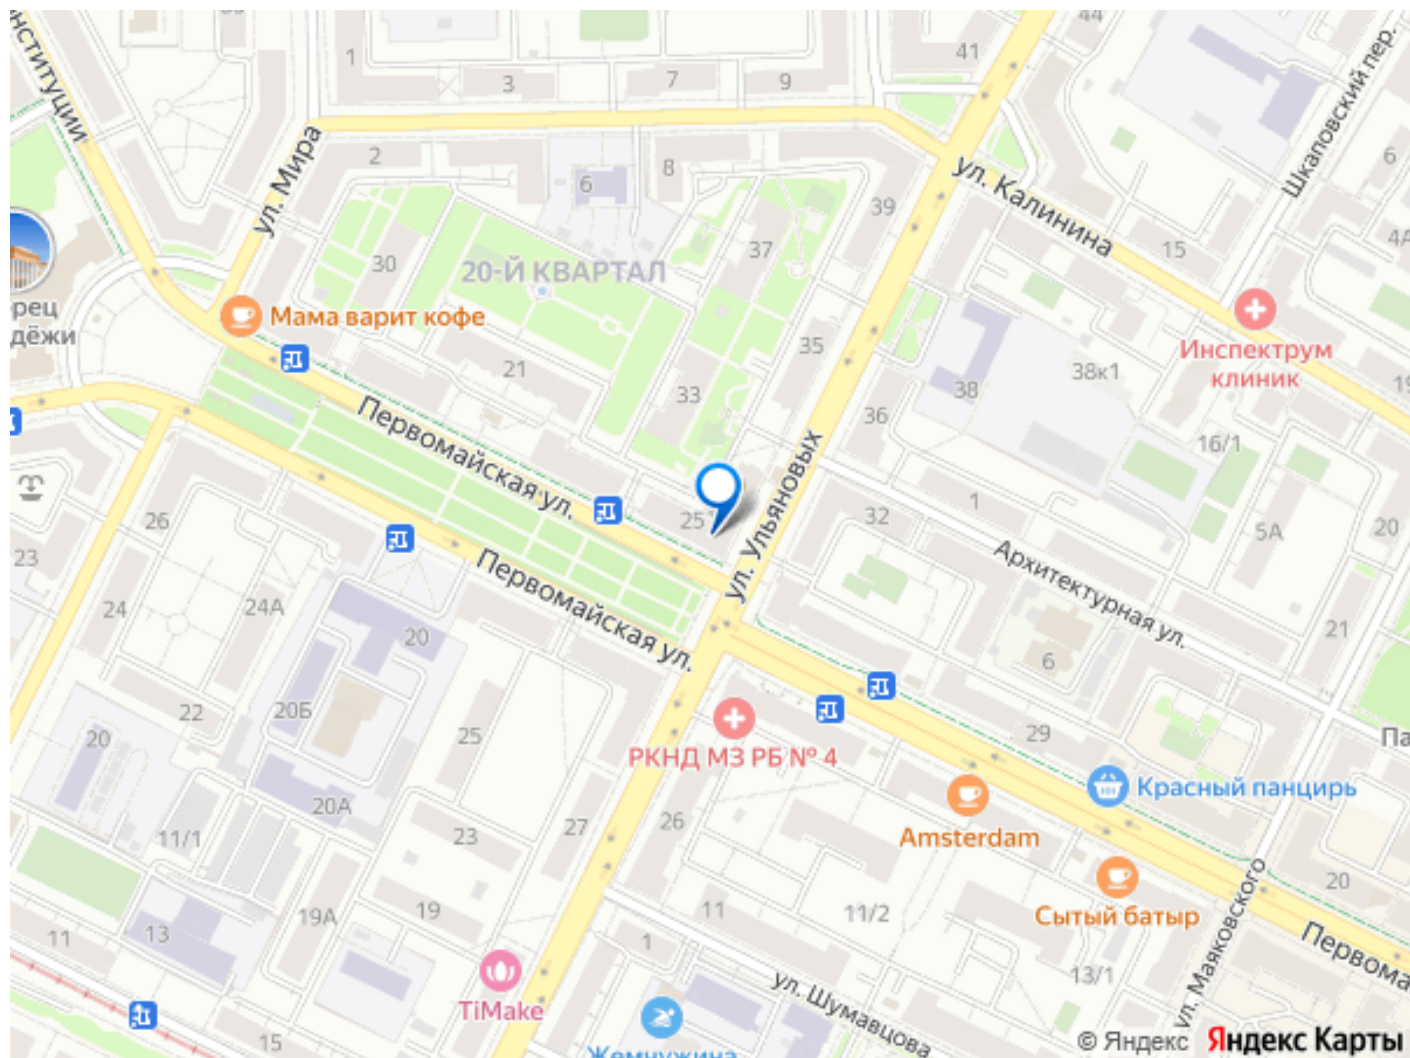 44
41
1
3
7
9
нституции
Шкаповский пер.
2
8
6
6
ул. Мира
ул. Калинина
39
37
15
4А
30
20-Й КВАРТАЛ
рец
дёжи
Мама варит кофе
Инспектрум
клиник
35
21
38
38к1
33
36
16/1
Первомайская ул.
ул. Ульяновых
26
25
32
1
5А
20
23
Архитектурная ул.
Первомайская ул.
24
24А
20
21
6
22
20Б
25
29
20
РКНД МЗ РБ № 4
Красный панцирь
20А
11/1
23
27
26
Amsterdam
Сытый батыр
20
19А
19
11
11/2
11
13
1
13/1
ул. Маяковского
Первома
TiMake
ул. Шумавцова
15
Жемчужина
© Яндекс Яндекс Карты